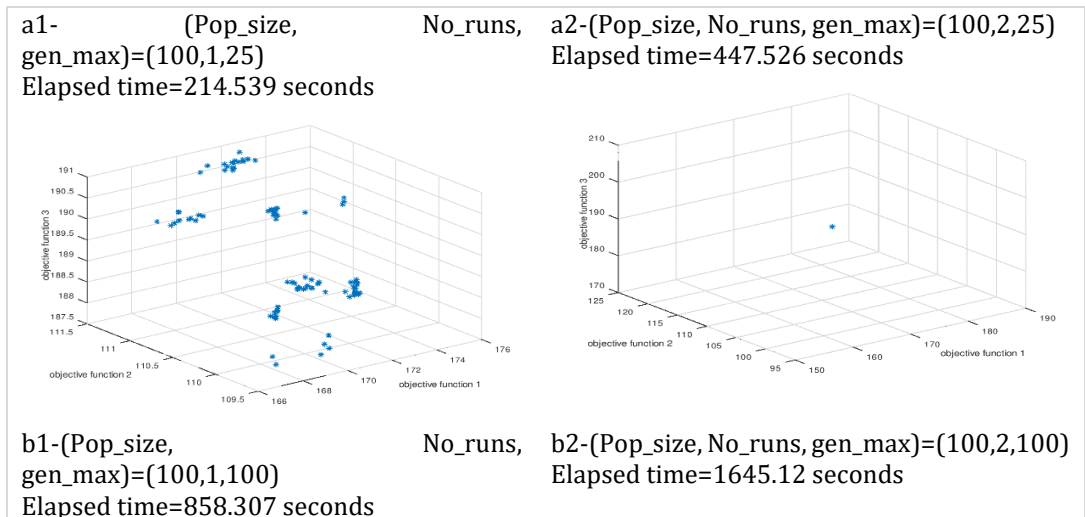 a1- (Pop_size, No_runs,
gen_max)=(100,1,25)
Elapsed time=214.539 seconds
a2-(Pop_size, No_runs, gen_max)=(100,2,25)
Elapsed time=447.526 seconds
191
190.5
190
189.5
189
188.5
188
187.5
objective function 3
111.5
111
110.5
110
109.5
objective function 2
166
168
170
172
174
176
objective function 1
210
200
190
180
170
objective function 3
125
120
115
110
105
100
95
objective function 2
150
160
170
180
190
objective function 1
b1-(Pop_size, No_runs,
gen_max)=(100,1,100)
Elapsed time=858.307 seconds
b2-(Pop_size, No_runs, gen_max)=(100,2,100)
Elapsed time=1645.12 seconds